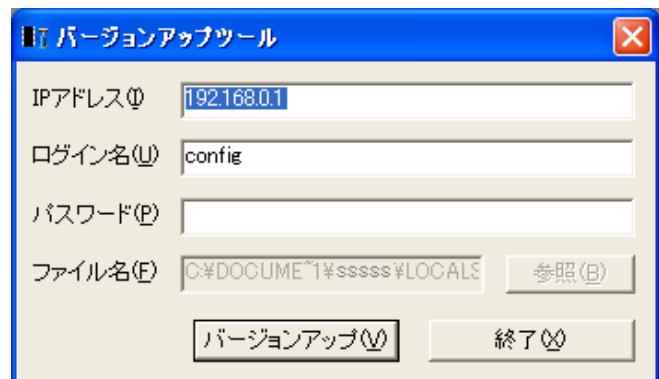 バージョンアップツール
IPアドレス(I) 192.168.0.1
ログイン名(U) config
パスワード(P)
ファイル名(F) C:¥DOCUME~1¥sssss¥LOCALS 参照(B)
バージョンアップ(V) 終了(X)